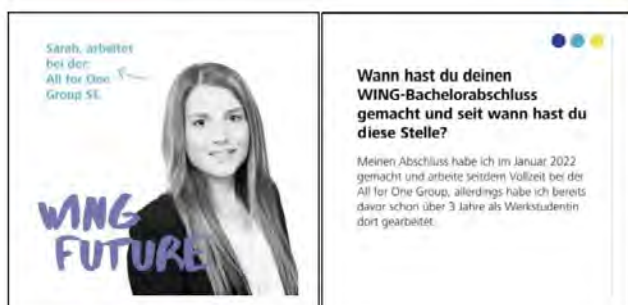 Sarah, arbeitet
bei der
All for One
Group SE.
WING
FUTURE
Wann hast du deinen
WING-Bachelorabschluss
gemacht und seit wann hast du
diese Stelle?
Meinen Abschluss habe ich im Januar 2022
gemacht und arbeite seitdem Vollzeit bei der
All for One Group, allerdings habe ich bereits
davor schon über 3 Jahre als Werkstudentin
dort gearbeitet.